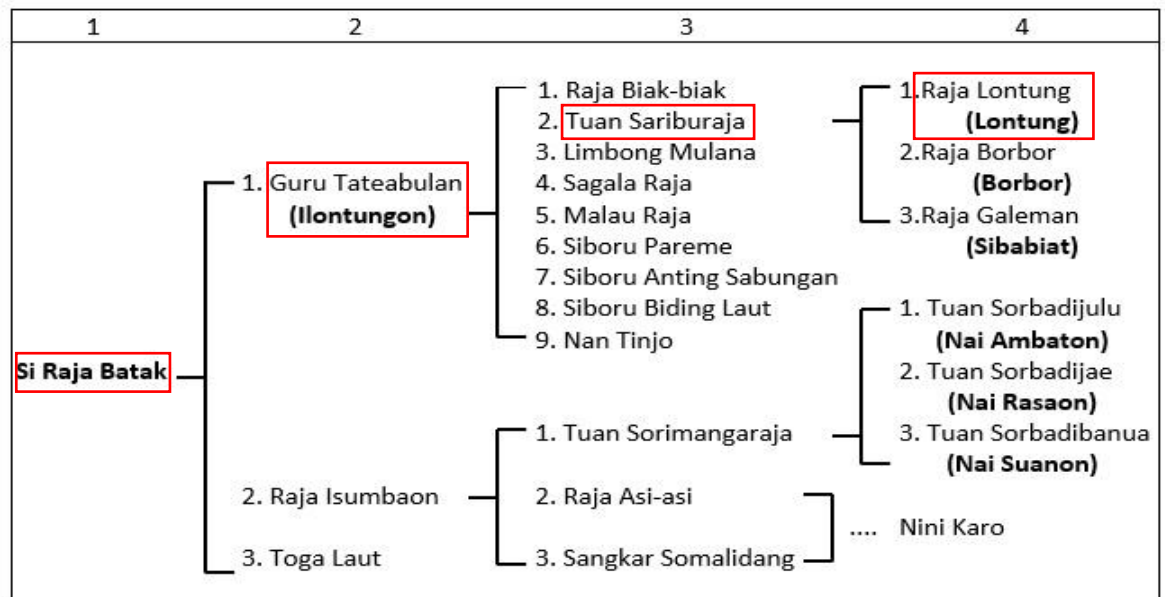 1 2 3 4
1. Raja Biak-biak
2. Tuan Sariburaja
3. Limbong Mulana
4. Sagala Raja
5. Malau Raja
6. Siboru Pareme
7. Siboru Anting Sabungan
8. Siboru Biding Laut
9. Nan Tinjo
1.Raja Lontung
(Lontung)
2.Raja Borbor
(Borbor)
3.Raja Galeman
(Sibabiat)
1. Guru Tateabulan
(Ilontungon)
Si Raja Batak
1. Tuan Sorbadijulu
(Nai Ambaton)
2. Tuan Sorbadijae
(Nai Rasaon)
3. Tuan Sorbadibanua
(Nai Suanon)
1. Tuan Sorimangaraja
2. Raja Isumbaon
2. Raja Asi-asi
.... Nini Karo
3. Toga Laut
3. Sangkar Somalidang